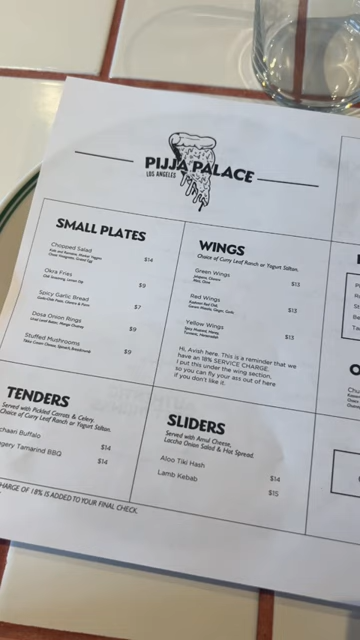 PIJJA PALACE
LOS ANGELES
SMALL PLATES
Chopped Salad $14
Okra Fries $9
Spicy Garlic Bread $7
Dosa Onion Rings $9
Stuffed Mushrooms $9
WINGS
Choice of Curry Leaf Ranch or Yogurt Stilton.
Green Wings $13
Red Wings $13
Yellow Wings $13
Hi, Avish here. This is a reminder that we
have an 18% SERVICE CHARGE.
I put this under the wing section,
so you can fly your ass out of here
if you don't like it.
TENDERS
Served with Pickled Carrots & Celery.
Choice of Curry Leaf Ranch or Yogurt Stilton.
Buffalo $14
Tamarind BBQ $14
SLIDERS
Served with Amul Cheese,
Laccha Onion Salad & Hot Spread.
Aloo Tiki Hash $14
Lamb Kebab $15
CHARGE OF 18% IS ADDED TO YOUR FINAL CHECK.